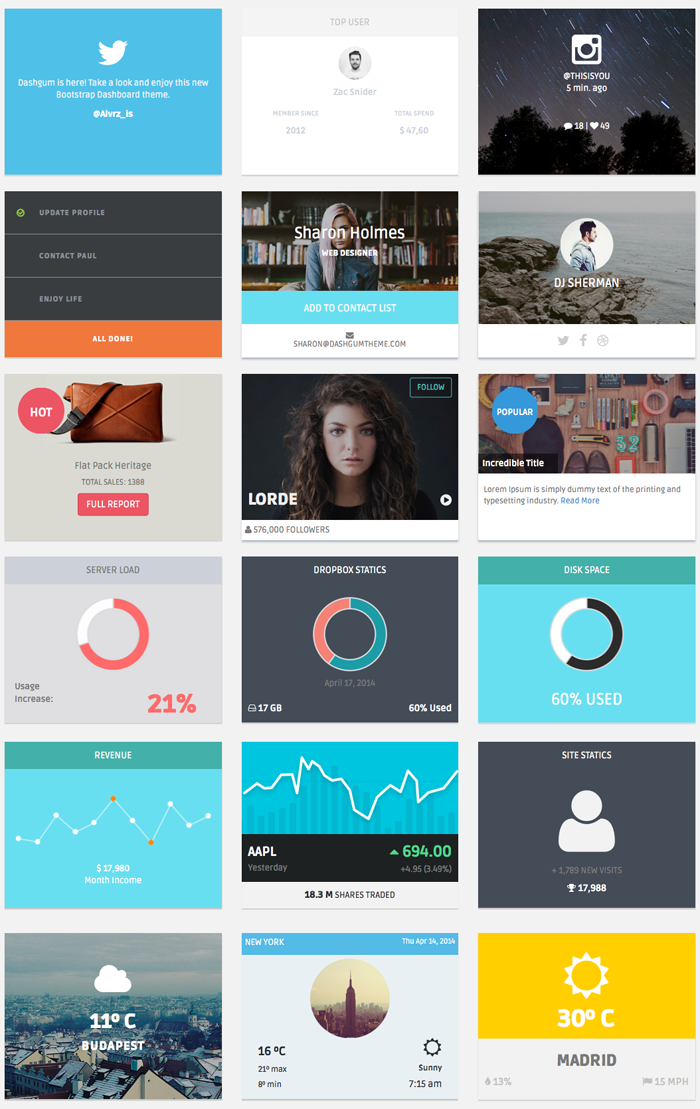 Dashgum is here! Take a look and enjoy this new
Bootstrap Dashboard theme.
@Alvrz_is
TOP USER
Zac Snider
MEMBER SINCE
TOTAL SPEND
2012
$ 47,60
@THISISYOU
5 min. ago
18 | 49
UPDATE PROFILE
CONTACT PAUL
ENJOY LIFE
ALL DONE!
Sharon Holmes
WEB DESIGNER
ADD TO CONTACT LIST
SHARON@DASHGUMTHEME.COM
DJ SHERMAN
HOT
Flat Pack Heritage
TOTAL SALES: 1388
FULL REPORT
FOLLOW
LORDE
576,000 FOLLOWERS
POPULAR
32
Incredible Title
Lorem Ipsum is simply dummy text of the printing and
typesetting industry. Read More
SERVER LOAD
Usage
Increase:
21%
DROPBOX STATICS
April 17, 2014
17 GB
60% Used
DISK SPACE
60% USED
REVENUE
$ 17,980
Month Income
AAPL
694.00
Yesterday
+4.95 (3.49%)
18.3 M SHARES TRADED
SITE STATICS
+ 1,789 NEW VISITS
17,988
11º C
BUDAPEST
NEW YORK
Thu Apr 14, 2014
16 ºC
21º max
8º min
Sunny
7:15 am
30º C
MADRID
13%
15 MPH